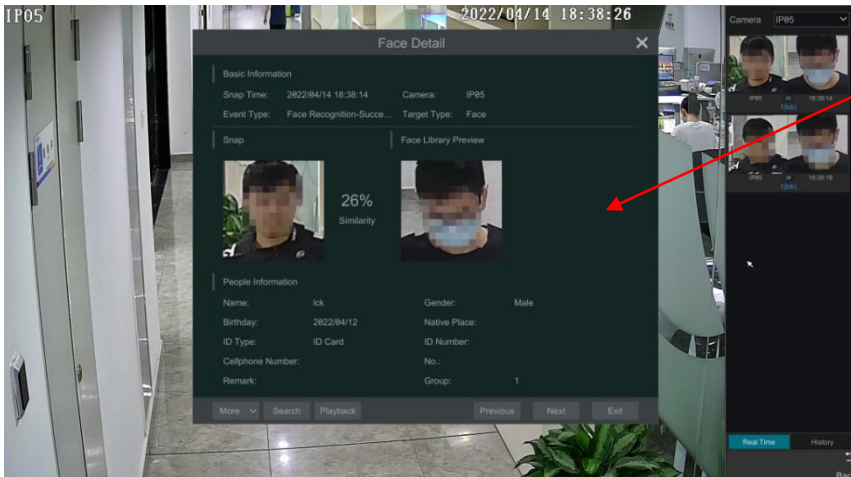 IP05
2022/04/14 18:38:26
Camera IP05
Face Detail
Basic Information
Snap Time: 2022/04/14 18:38:14 Camera: IP05
Event Type: Face Recognition-Succe... Target Type: Face
Snap Face Library Preview
26%
Similarity
People Information
Name: lck Gender: Male
Birthday: 2022/04/12 Native Place:
ID Type: ID Card ID Number:
Cellphone Number: No.:
Remark: Group: 1
More Search Playback Previous Next Exit
IP05 18:38:14
1(lck)
IP05 18:38:10
1(lck)
Real Time History